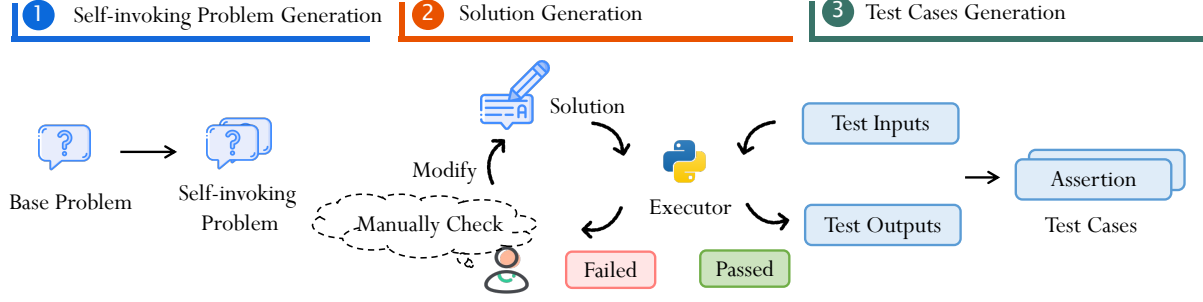 1 Self-invoking Problem Generation
2 Solution Generation
3 Test Cases Generation
Base Problem
Self-invoking
Problem
A
Solution
Modify
Manually Check
Executor
Failed
Passed
Test Inputs
Test Outputs
Assertion
Test Cases